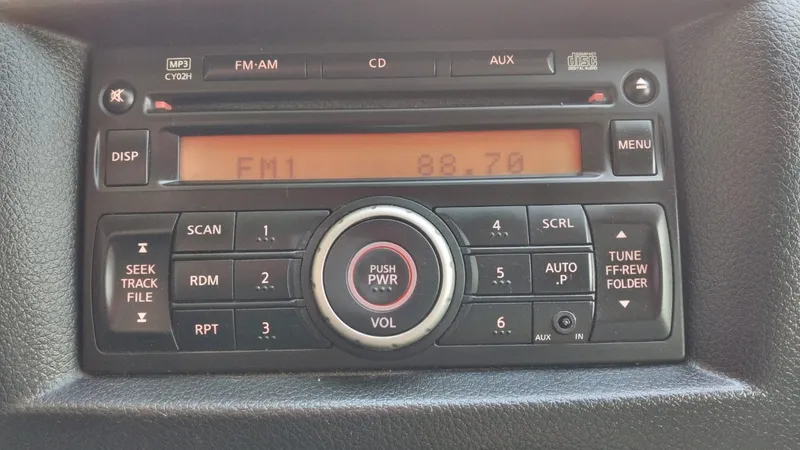 MP3
CY02H
FM·AM
CD
AUX
COMPACT
disc
DIGITAL AUDIO
DISP
FM1 88.70
MENU
SEEK
TRACK
FILE
SCAN
1
RDM
2
RPT
3
PUSH
PWR
VOL
4
SCRL
5
AUTO
.P
6
AUX IN
TUNE
FF·REW
FOLDER